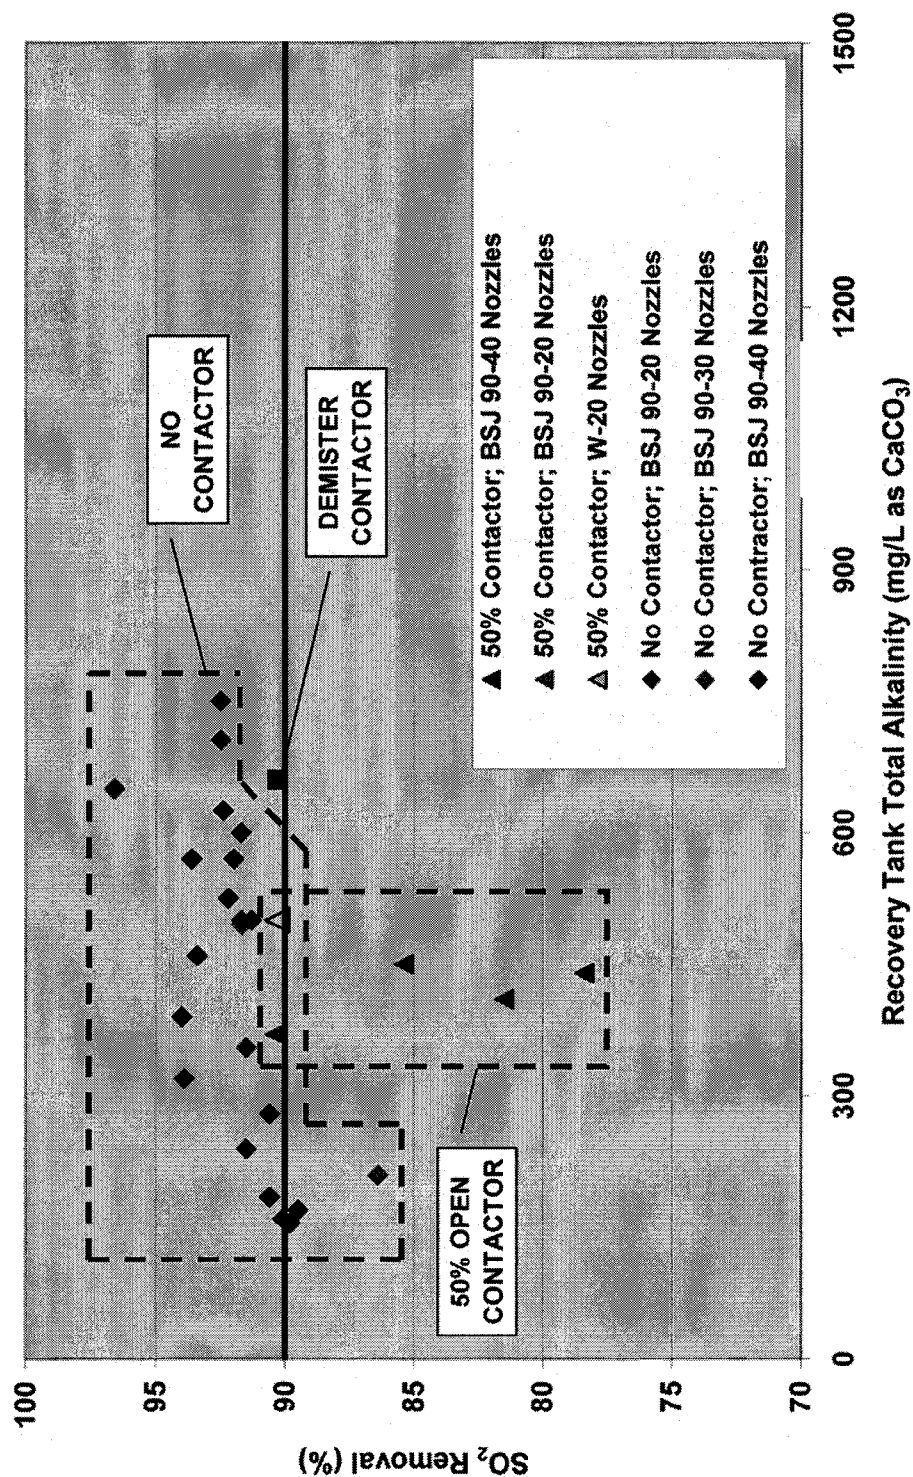 SO2 Removal (%)
100
95
90
85
80
75
70
NO
CONTACTOR
DEMISTER
CONTACTOR
50% OPEN
CONTACTOR
50% Contactor; BSJ 90-40 Nozzles
50% Contactor; BSJ 90-20 Nozzles
50% Contactor; W-20 Nozzles
No Contactor; BSJ 90-20 Nozzles
No Contactor; BSJ 90-30 Nozzles
No Contractor; BSJ 90-40 Nozzles
0
300
600
900
1200
1500
Recovery Tank Total Alkalinity (mg/L as CaCO3)